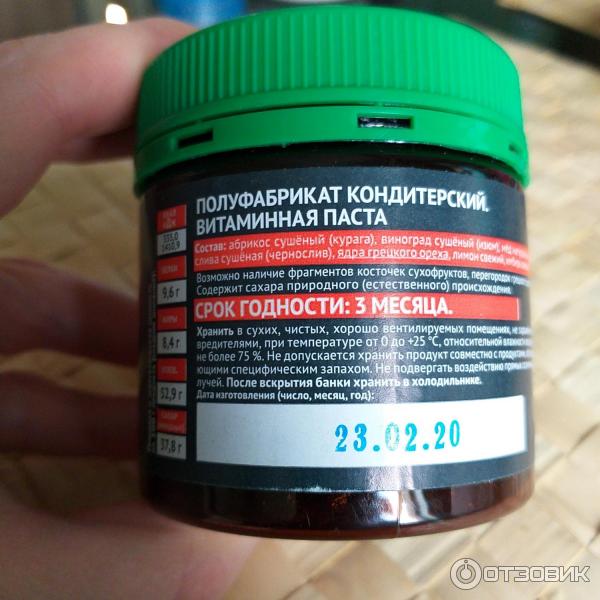 ПОЛУФАБРИКАТ КОНДИТЕРСКИЙ.
ВИТАМИННАЯ ПАСТА
Состав: абрикос сушёный (курага), виноград сушёный (изюм), мёд
слива сушёная (чернослив), ядра грецкого ореха, лимон свежий,
Возможно наличие фрагментов косточек сухофруктов, перегородок
Содержит сахара природного (естественного) происхождения.
СРОК ГОДНОСТИ: 3 МЕСЯЦА.
Хранить в сухих, чистых, хорошо вентилируемых помещениях, не
вредителями, при температуре от 0 до +25 °С, относительной влажности
не более 75 %. Не допускается хранить продукт совместно с продуктами,
ющими специфическим запахом. Не подвергать воздействию прямых
лучей. После вскрытия банки хранить в холодильнике.
Дата изготовления (число, месяц, год):
23.02.20
1410,9
9,6 г
8,4 г
52,9 г
37,8 г
ОТЗОВИК